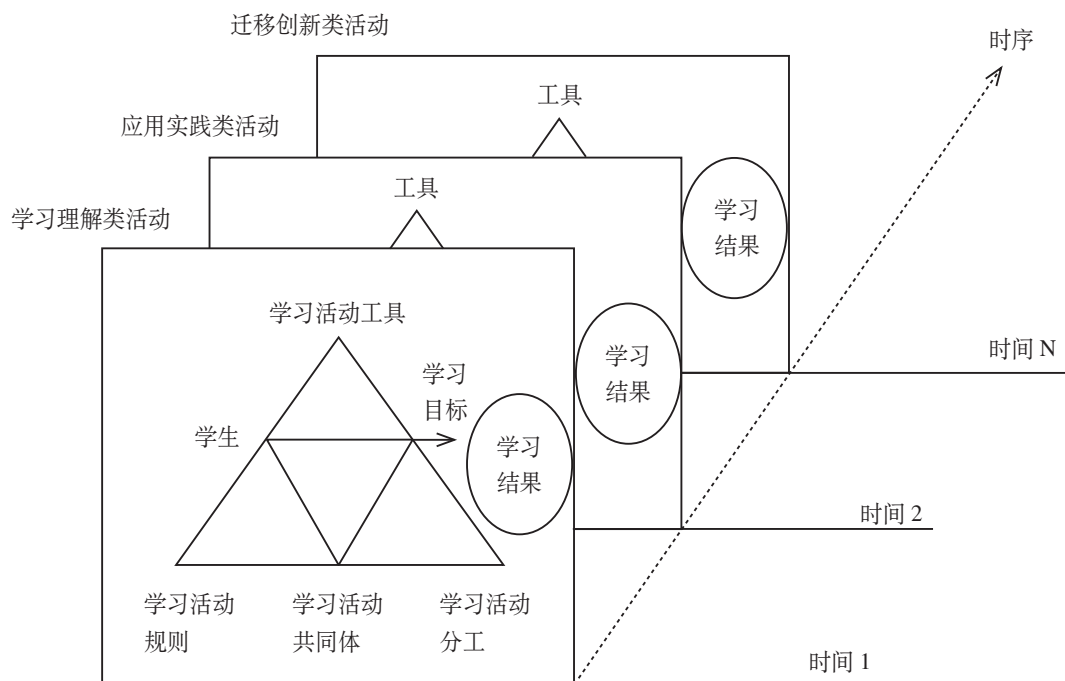 迁移创新类活动
时序
工具
应用实践类活动
工具
学习
结果
学习理解类活动
学习活动工具
时间 N
学习
结果
学习
目标
学生
学习
结果
时间 2
学习活动
规则
学习活动
共同体
学习活动
分工
时间 1